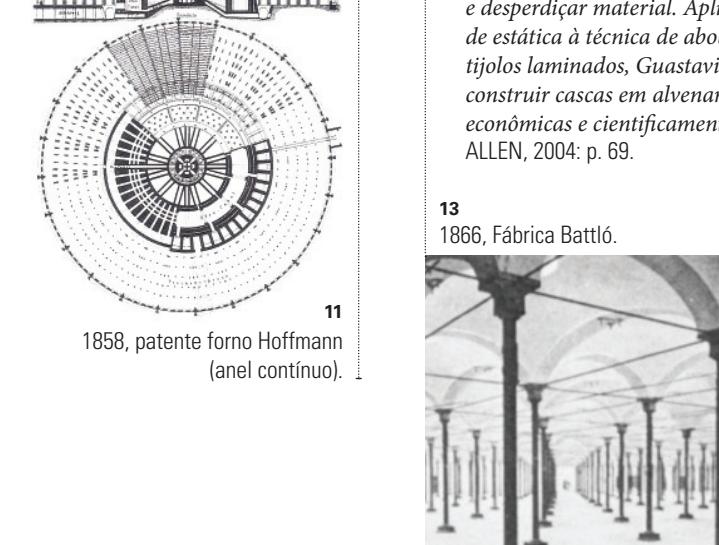 11
1858, patente forno Hoffmann
(anel contínuo).
e desperdiçar material. Apli
de estática à técnica de abo
tijolos laminados, Guastavi
construir cascas em alvenar
econômicas e cientificament
ALLEN, 2004: p. 69.
13
1866, Fábrica Battló.